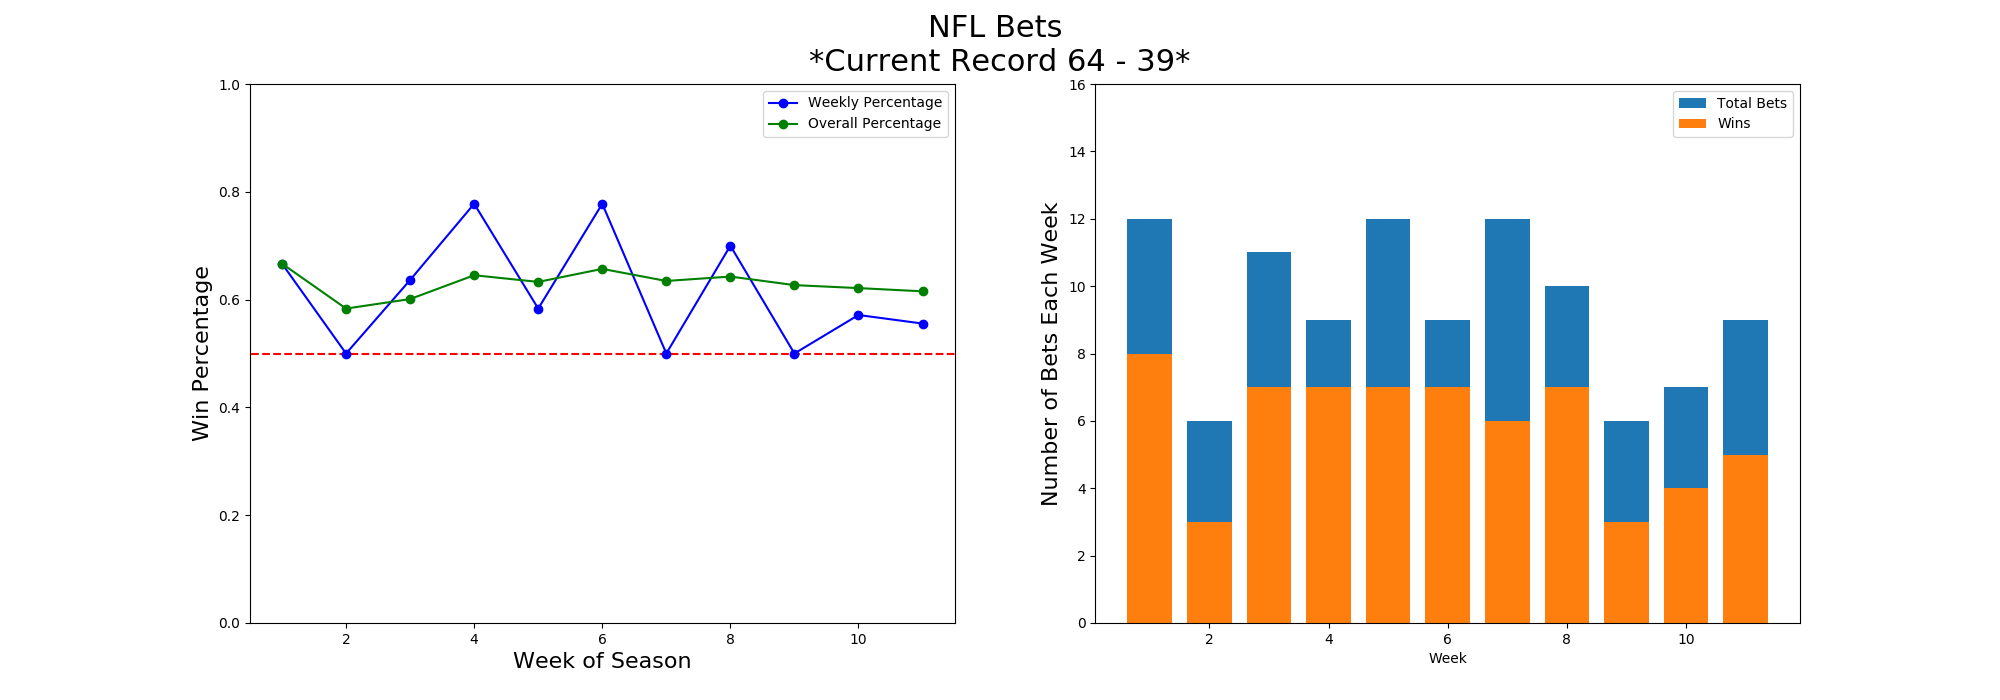 NFL Bets
*Current Record 64 - 39*
1.0
0.8
0.6
0.4
0.2
0.0
Win Percentage
Weekly Percentage
Overall Percentage
2 4 6 8 10
Week of Season
16
14
12
10
8
6
4
2
0
Number of Bets Each Week
Total Bets
Wins
2 4 6 8 10
Week